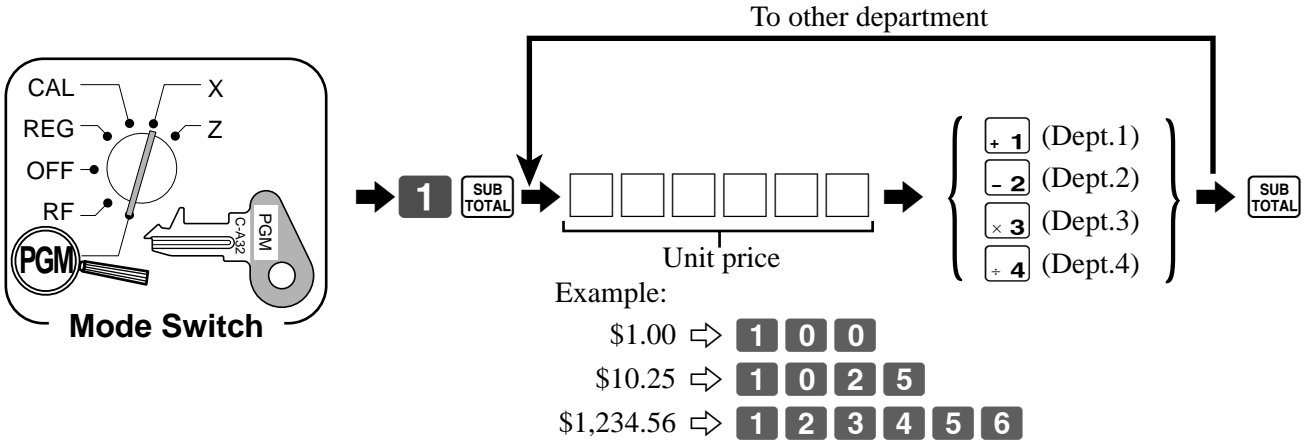 To other department
CAL
X
REG
Z
OFF
RF
PGM
PGM
C-A32
Mode Switch
1
SUB TOTAL
Unit price
+ 1 (Dept.1)
- 2 (Dept.2)
× 3 (Dept.3)
÷ 4 (Dept.4)
SUB TOTAL
Example:
$1.00 ⇨ 1 0 0
$10.25 ⇨ 1 0 2 5
$1,234.56 ⇨ 1 2 3 4 5 6